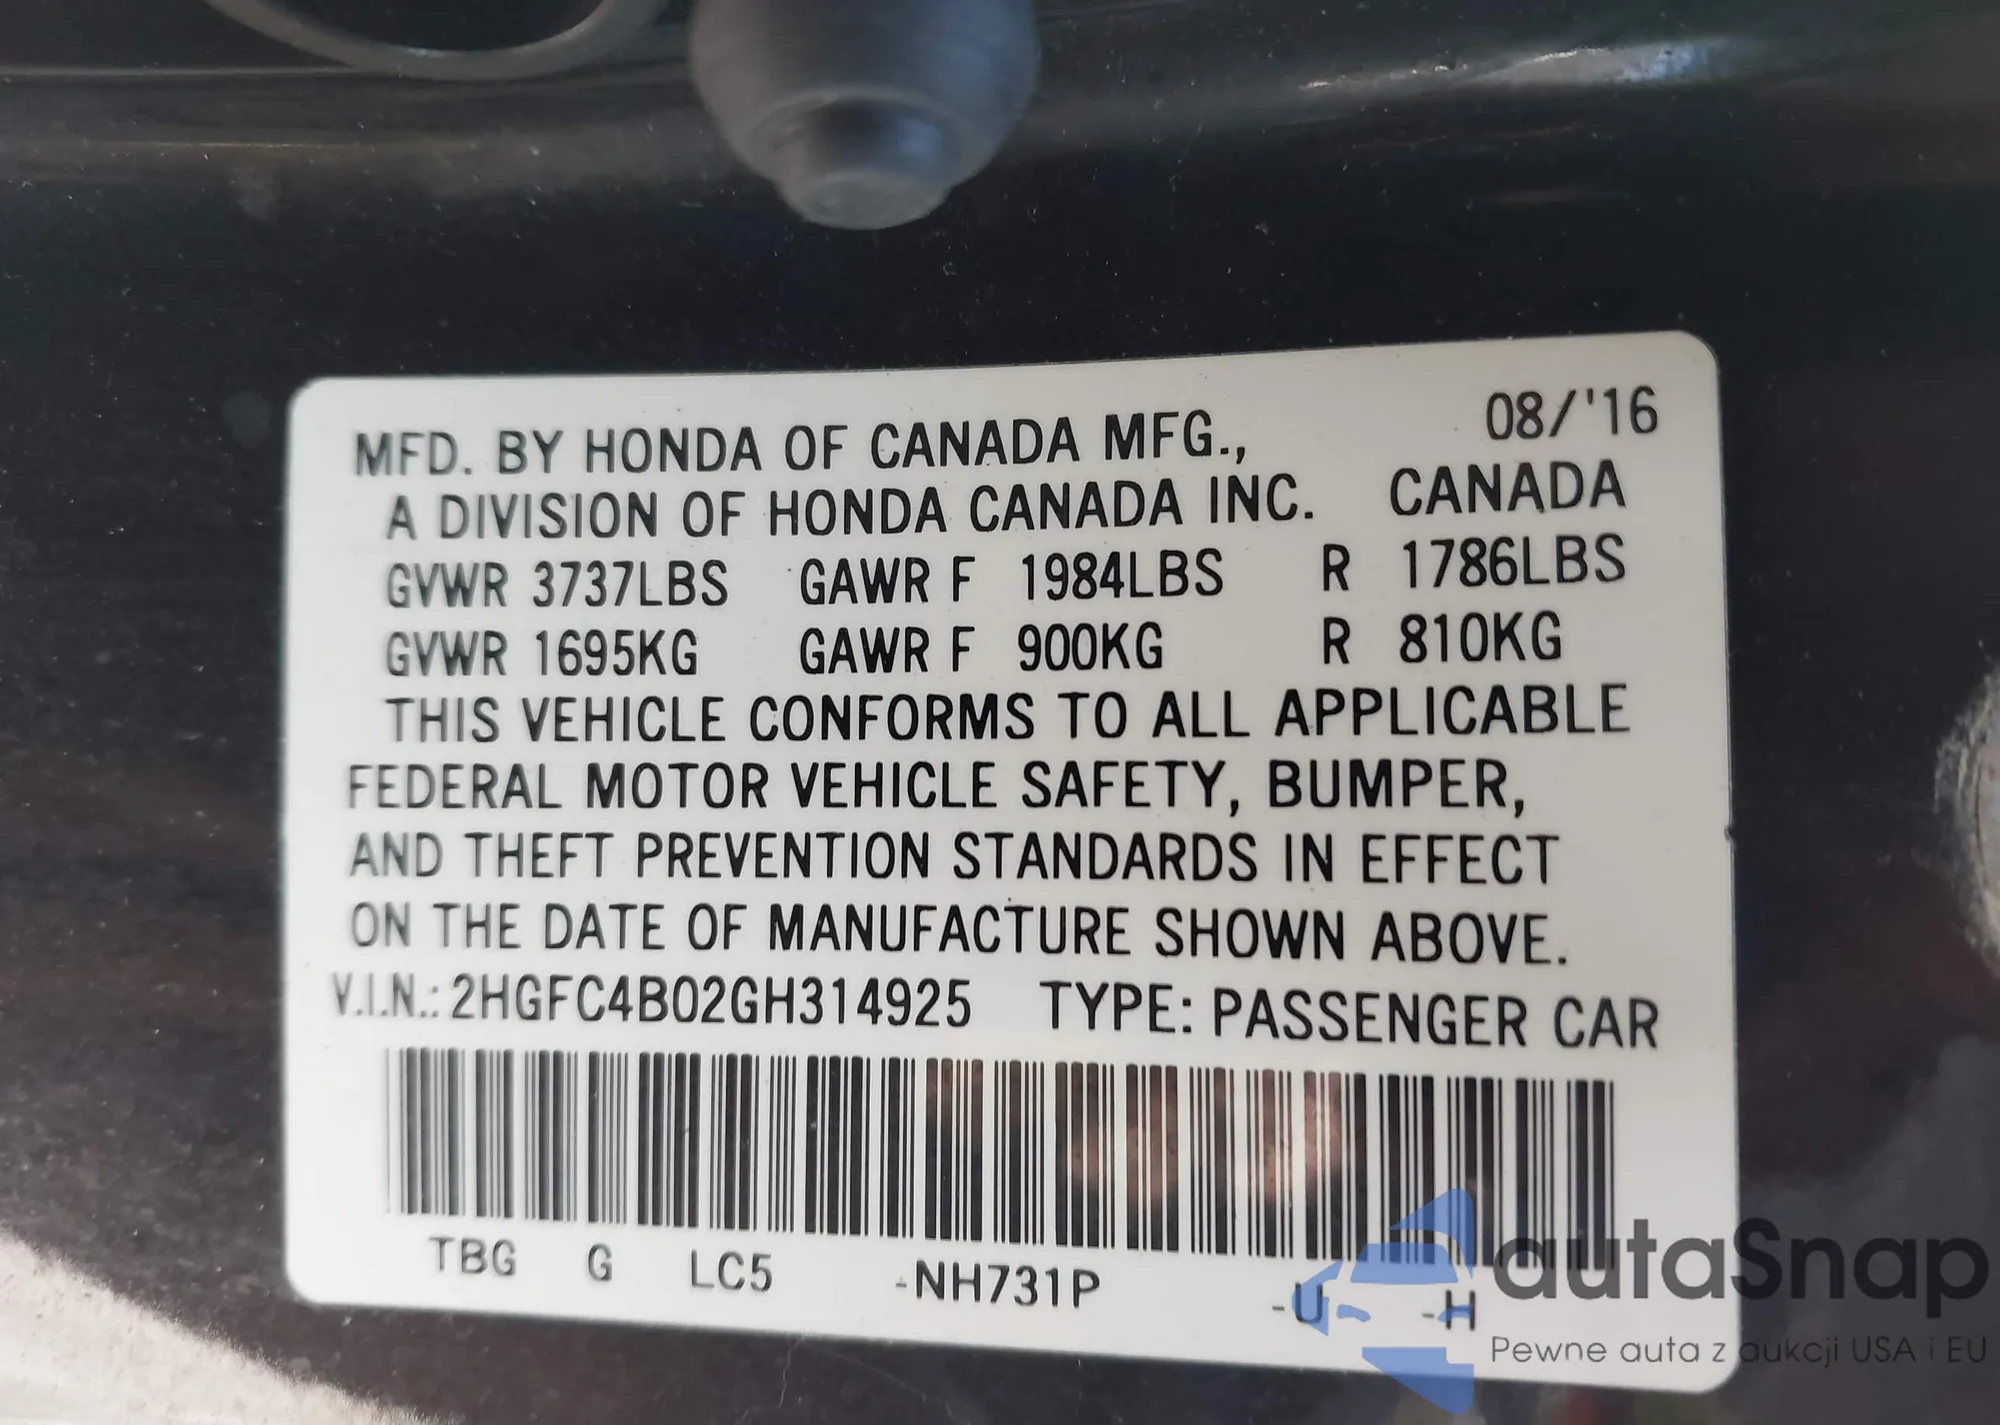 08/'16
MFD. BY HONDA OF CANADA MFG.,
A DIVISION OF HONDA CANADA INC. CANADA
GVWR 3737LBS GAWR F 1984LBS R 1786LBS
GVWR 1695KG GAWR F 900KG R 810KG
THIS VEHICLE CONFORMS TO ALL APPLICABLE
FEDERAL MOTOR VEHICLE SAFETY, BUMPER,
AND THEFT PREVENTION STANDARDS IN EFFECT
ON THE DATE OF MANUFACTURE SHOWN ABOVE.
V.I.N.: 2HGFC4B02GH314925 TYPE: PASSENGER CAR
TBG G LC5 -NH731P -U -H
autaSnap
Pewne auta z aukcji USA i EU